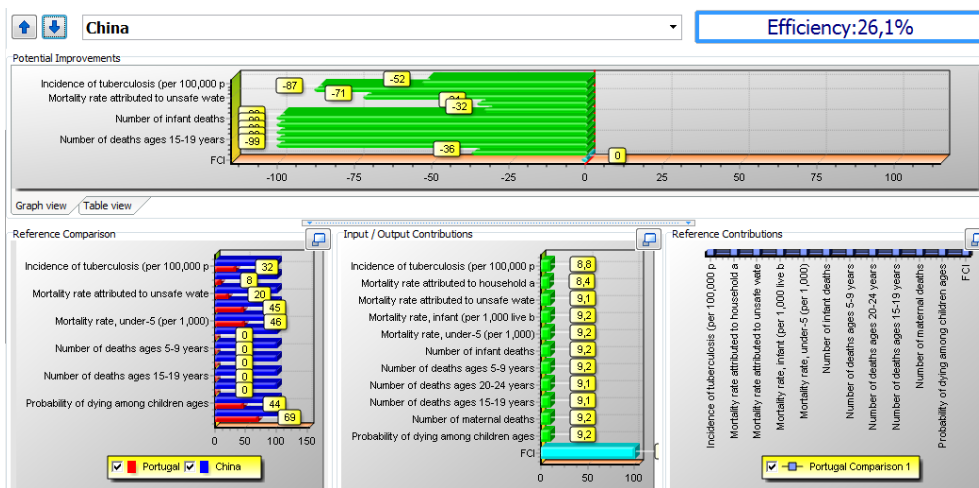 China
Efficiency:26,1%
Potential Improvements
Incidence of tuberculosis (per 100,000 p
Mortality rate attributed to unsafe wate
Number of infant deaths
Number of deaths ages 15-19 years
FCI
-52
-87
-71
-32
-99
-36
0
-100
-75
-50
-25
0
25
50
75
100
Graph view
Table view
Reference Comparison
Incidence of tuberculosis (per 100,000 p
Mortality rate attributed to unsafe wate
Mortality rate, under-5 (per 1,000)
Number of deaths ages 5-9 years
Number of deaths ages 15-19 years
Probability of dying among children ages
32
8
20
45
46
0
0
0
0
0
44
69
0
50
100
150
Portugal
China
Input / Output Contributions
Incidence of tuberculosis (per 100,000 p
Mortality rate attributed to household a
Mortality rate attributed to unsafe wate
Mortality rate, infant (per 1,000 live b
Mortality rate, under-5 (per 1,000)
Number of infant deaths
Number of deaths ages 5-9 years
Number of deaths ages 20-24 years
Number of deaths ages 15-19 years
Number of maternal deaths
Probability of dying among children ages
FCI
8,8
8,4
9,1
9,2
9,2
9,2
9,2
9,1
9,1
9,2
9,2
0
50
100
Reference Contributions
Incidence of tuberculosis (per 100,000 p
Mortality rate attributed to household a
Mortality rate attributed to unsafe wate
Mortality rate, infant (per 1,000 live b
Mortality rate, under-5 (per 1,000)
Number of infant deaths
Number of deaths ages 5-9 years
Number of deaths ages 20-24 years
Number of deaths ages 15-19 years
Number of maternal deaths
Probability of dying among children ages
FCI
Portugal Comparison 1